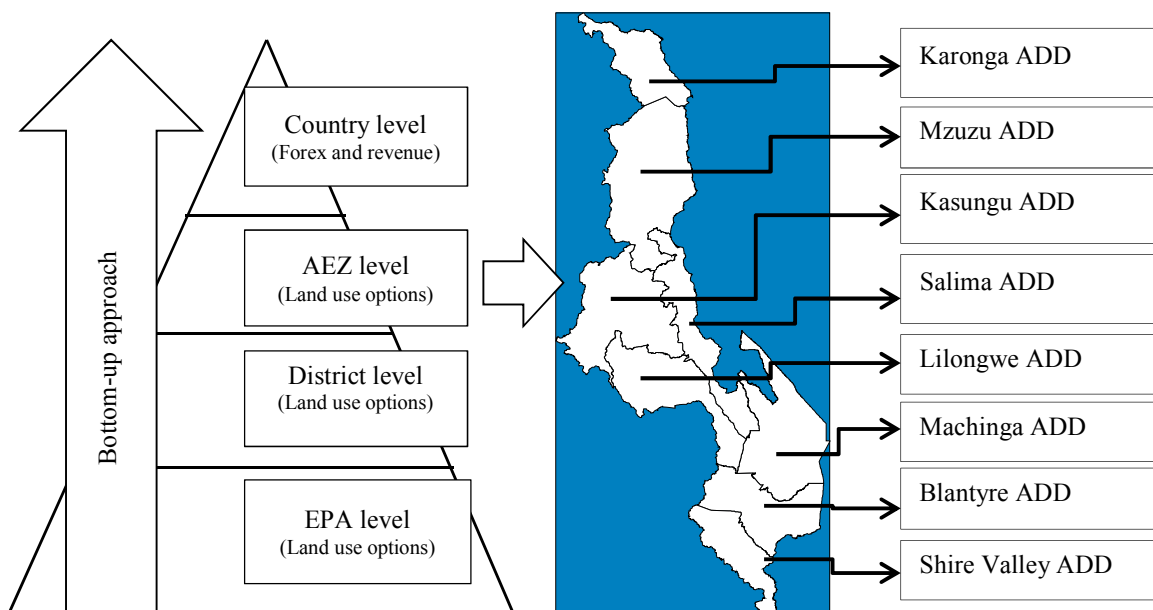 Bottom-up approach
Country level
(Forex and revenue)
AEZ level
(Land use options)
District level
(Land use options)
EPA level
(Land use options)
Karonga ADD
Mzuzu ADD
Kasungu ADD
Salima ADD
Lilongwe ADD
Machinga ADD
Blantyre ADD
Shire Valley ADD